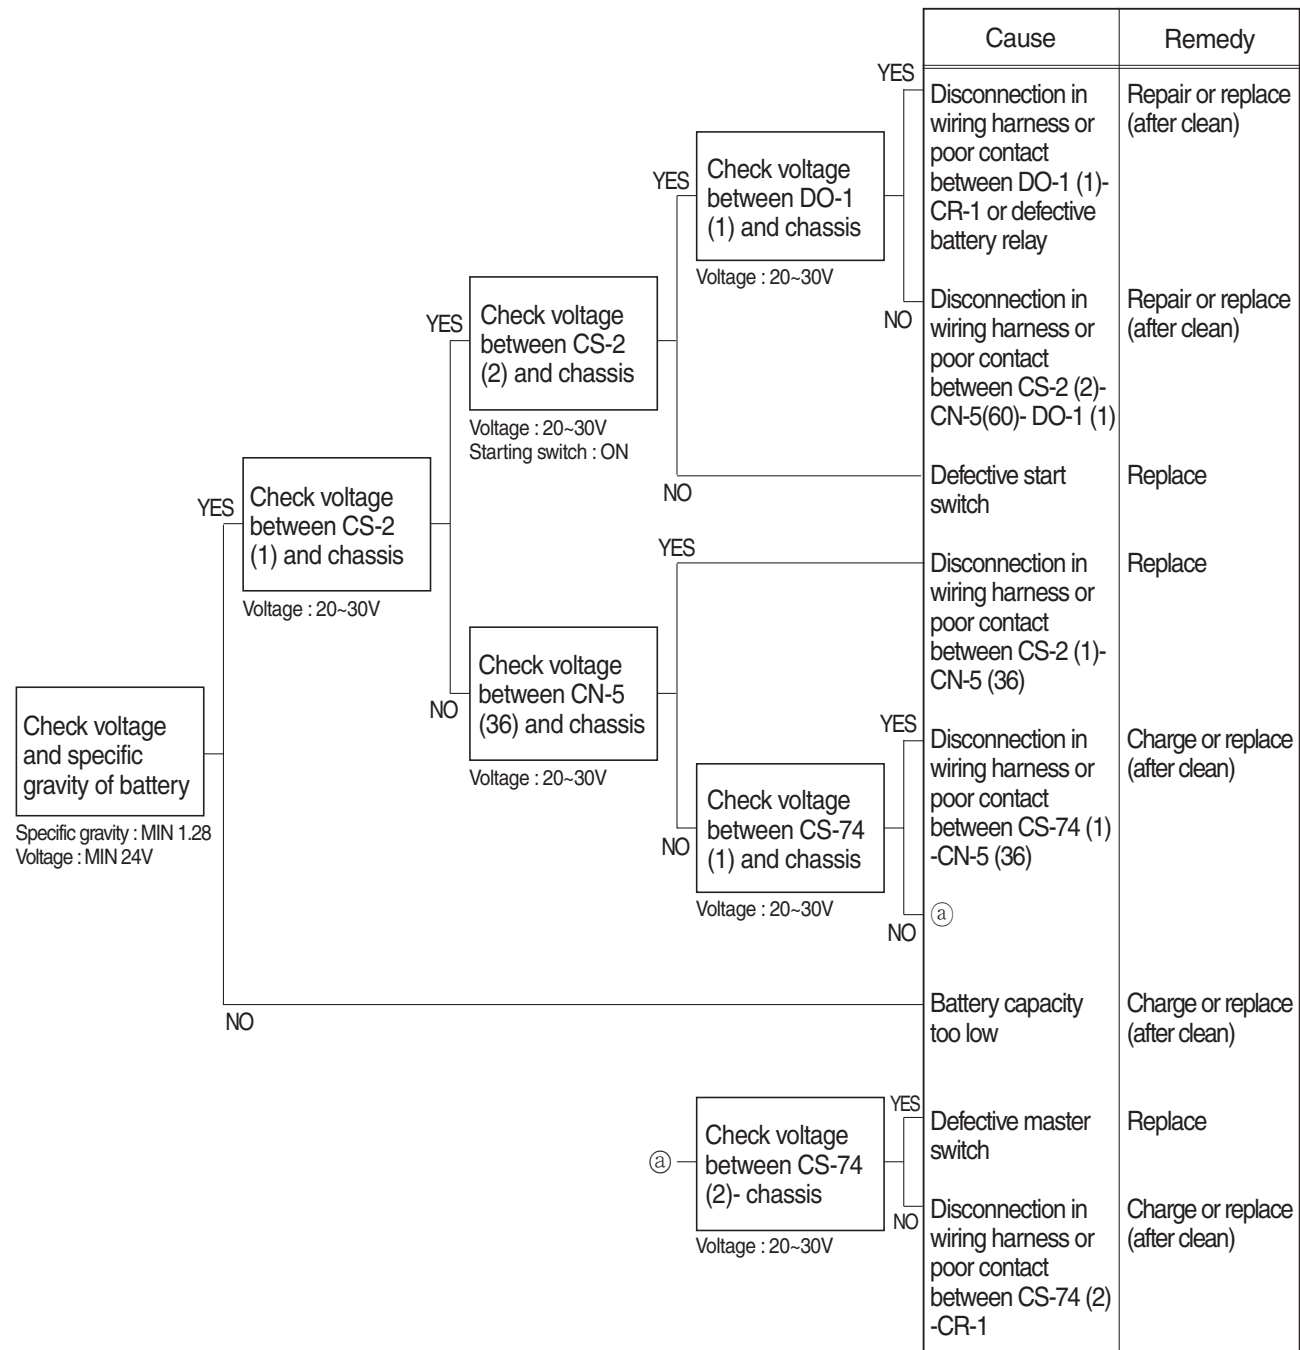 Cause
Remedy
YES
Disconnection in
wiring harness or
poor contact
between DO-1 (1)-
CR-1 or defective
battery relay
Repair or replace
(after clean)
YES
Check voltage
between DO-1
(1) and chassis
Voltage : 20~30V
NO
Disconnection in
wiring harness or
poor contact
between CS-2 (2)-
CN-5(60)- DO-1 (1)
Repair or replace
(after clean)
YES
Check voltage
between CS-2
(2) and chassis
Voltage : 20~30V
Starting switch : ON
NO
Defective start
switch
Replace
YES
Check voltage
between CS-2
(1) and chassis
Voltage : 20~30V
YES
Disconnection in
wiring harness or
poor contact
between CS-2 (1)-
CN-5 (36)
Replace
NO
Check voltage
between CN-5
(36) and chassis
Voltage : 20~30V
Check voltage
and specific
gravity of battery
Specific gravity : MIN 1.28
Voltage : MIN 24V
YES
Disconnection in
wiring harness or
poor contact
between CS-74 (1)
-CN-5 (36)
Charge or replace
(after clean)
NO
Check voltage
between CS-74
(1) and chassis
Voltage : 20~30V
NO
ⓐ
NO
Battery capacity
too low
Charge or replace
(after clean)
ⓐ
Check voltage
between CS-74
(2)- chassis
Voltage : 20~30V
YES
Defective master
switch
Replace
NO
Disconnection in
wiring harness or
poor contact
between CS-74 (2)
-CR-1
Charge or replace
(after clean)